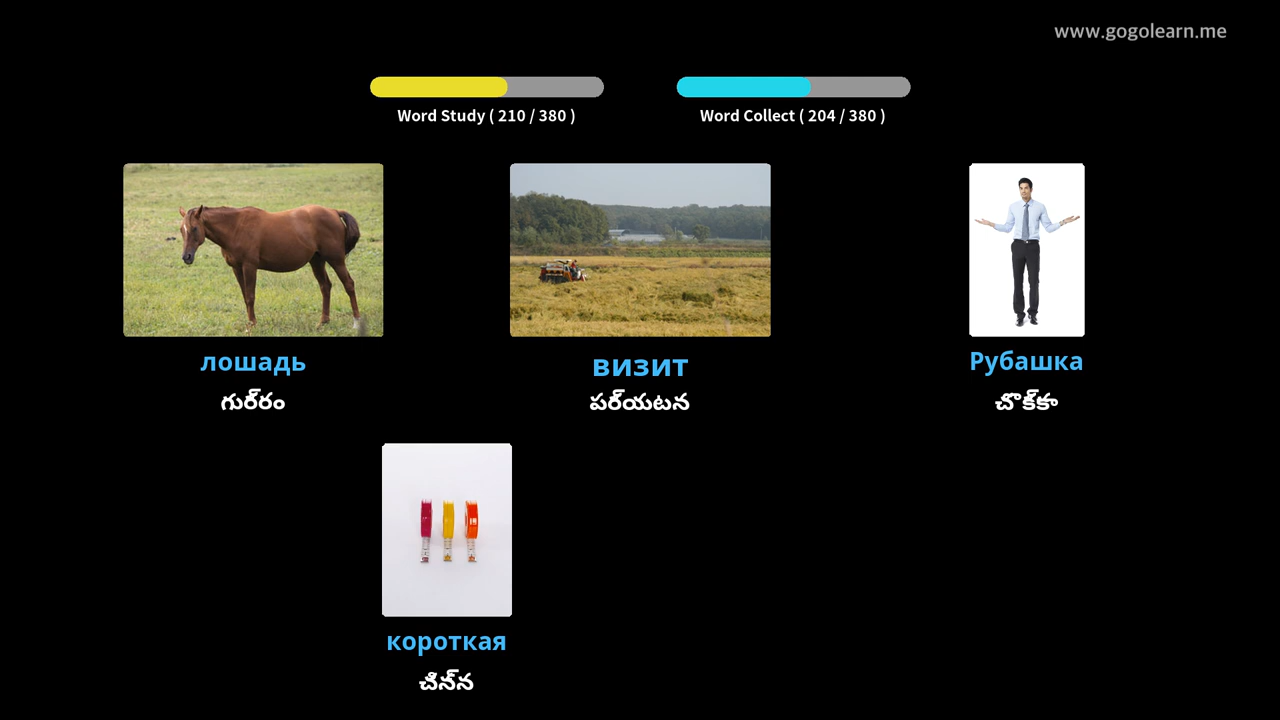 www.gogolearn.me
Word Study ( 210 / 380 )
Word Collect ( 204 / 380 )
лошадь
గుర్రం
визит
పర్యటన
Рубашка
చొక్కా
короткая
చిన్న